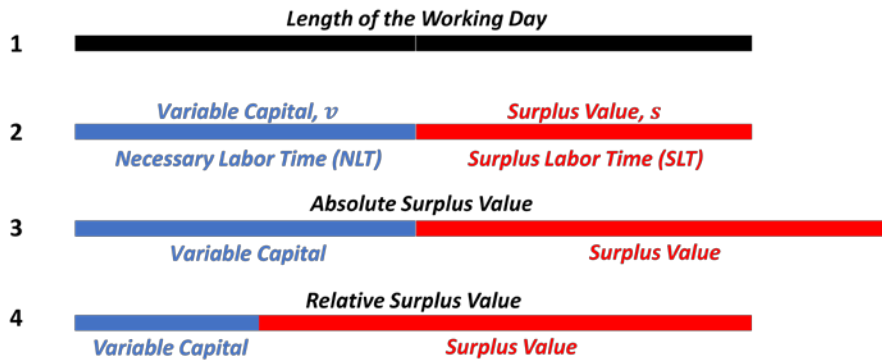 Length of the Working Day
1
Variable Capital, v Surplus Value, s
2
Necessary Labor Time (NLT) Surplus Labor Time (SLT)
Absolute Surplus Value
3
Variable Capital Surplus Value
Relative Surplus Value
4
Variable Capital Surplus Value